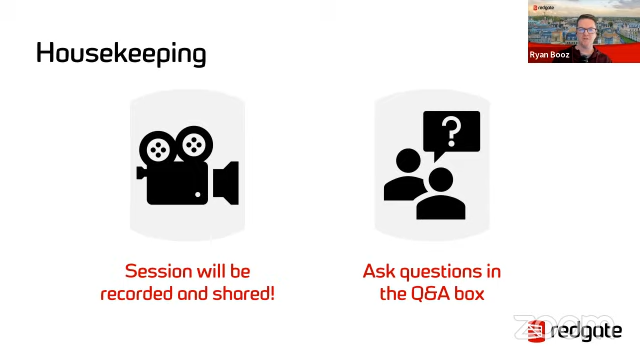 redgate
Ryan Booz
Housekeeping
?
Session will be
recorded and shared!
Ask questions in
the Q&A box
zoom
redgate